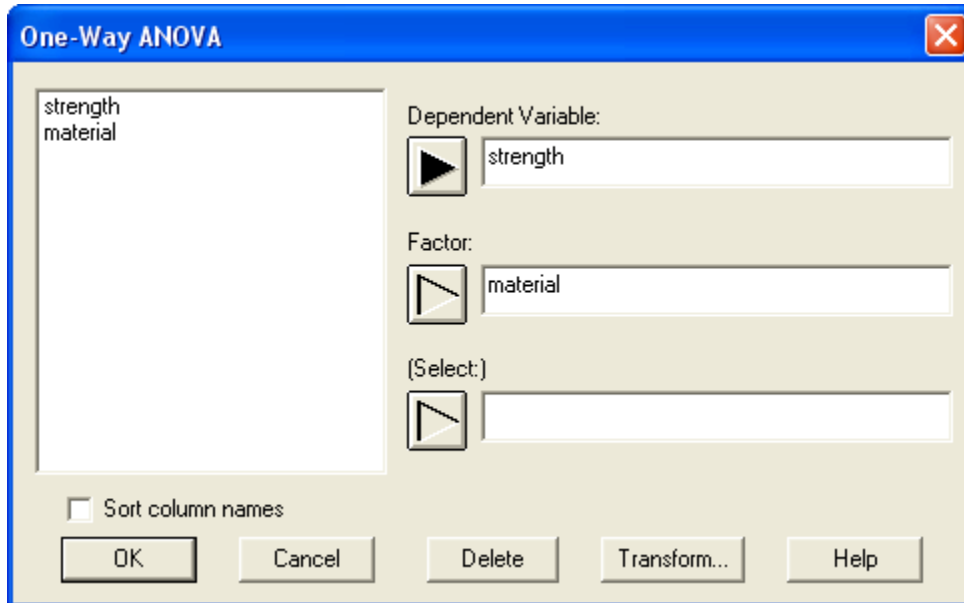 One-Way ANOVA
strength
material
Dependent Variable:
strength
Factor:
material
(Select:)
Sort column names
OK
Cancel
Delete
Transform...
Help